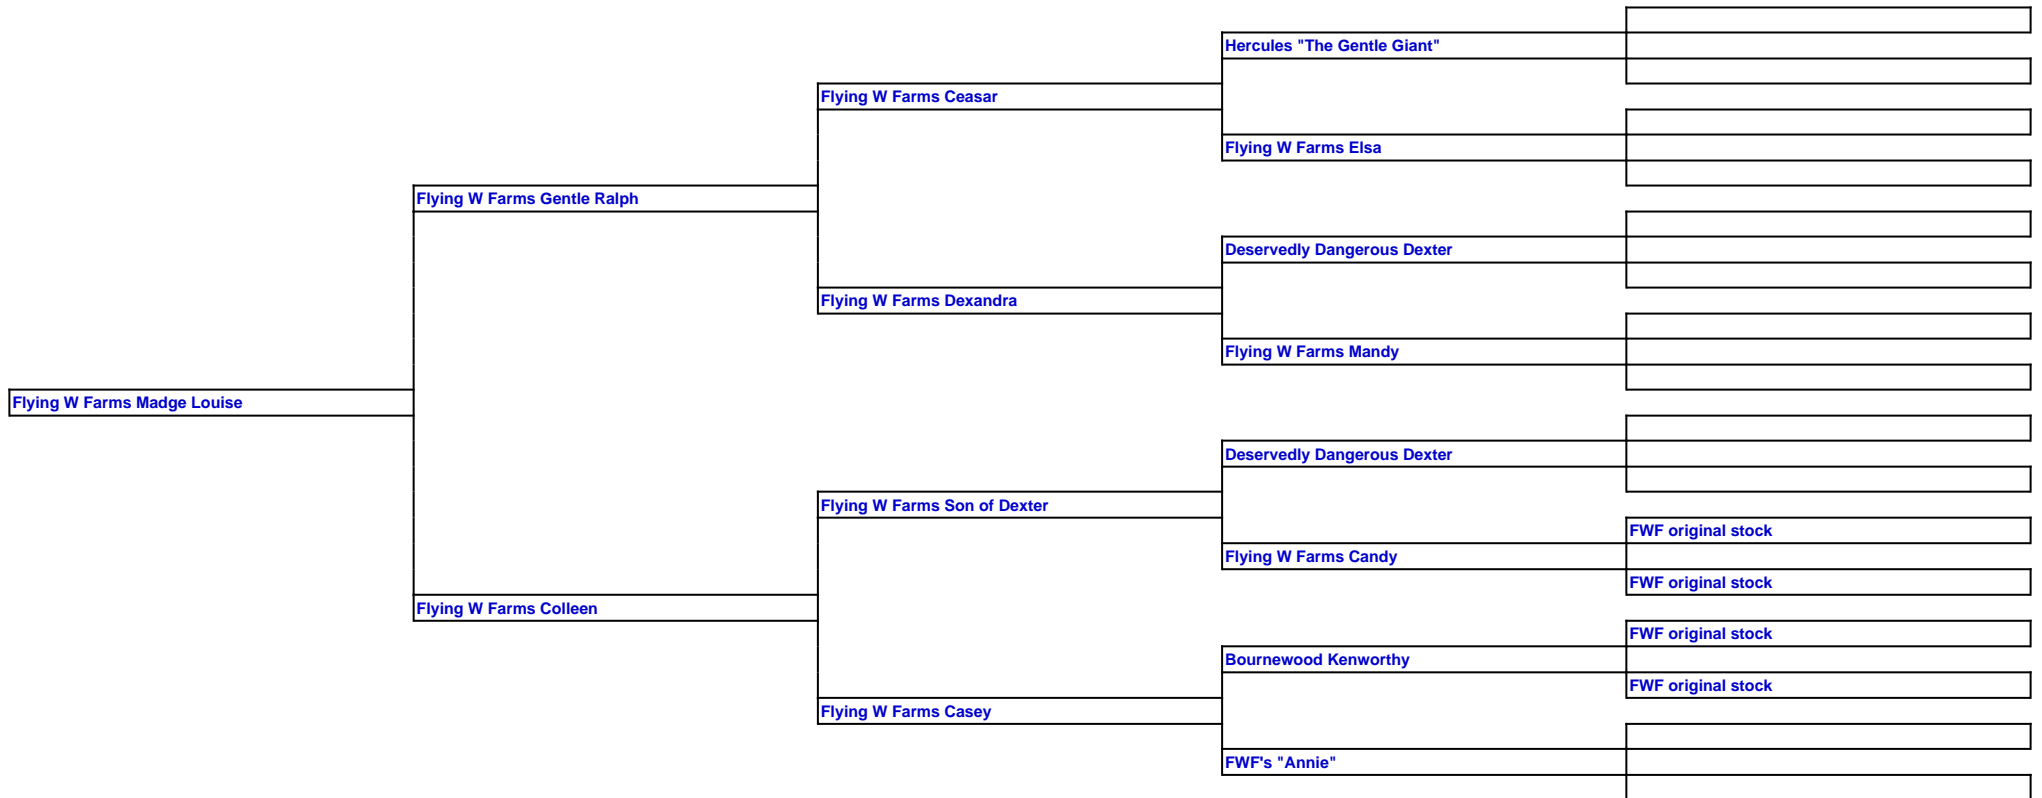 Hercules "The Gentle Giant"
Flying W Farms Ceasar
Flying W Farms Elsa
Flying W Farms Gentle Ralph
Deservedly Dangerous Dexter
Flying W Farms Dexandra
Flying W Farms Mandy
Flying W Farms Madge Louise
Deservedly Dangerous Dexter
Flying W Farms Son of Dexter
FWF original stock
Flying W Farms Candy
FWF original stock
Flying W Farms Colleen
FWF original stock
Bournewood Kenworthy
FWF original stock
Flying W Farms Casey
FWF's "Annie"